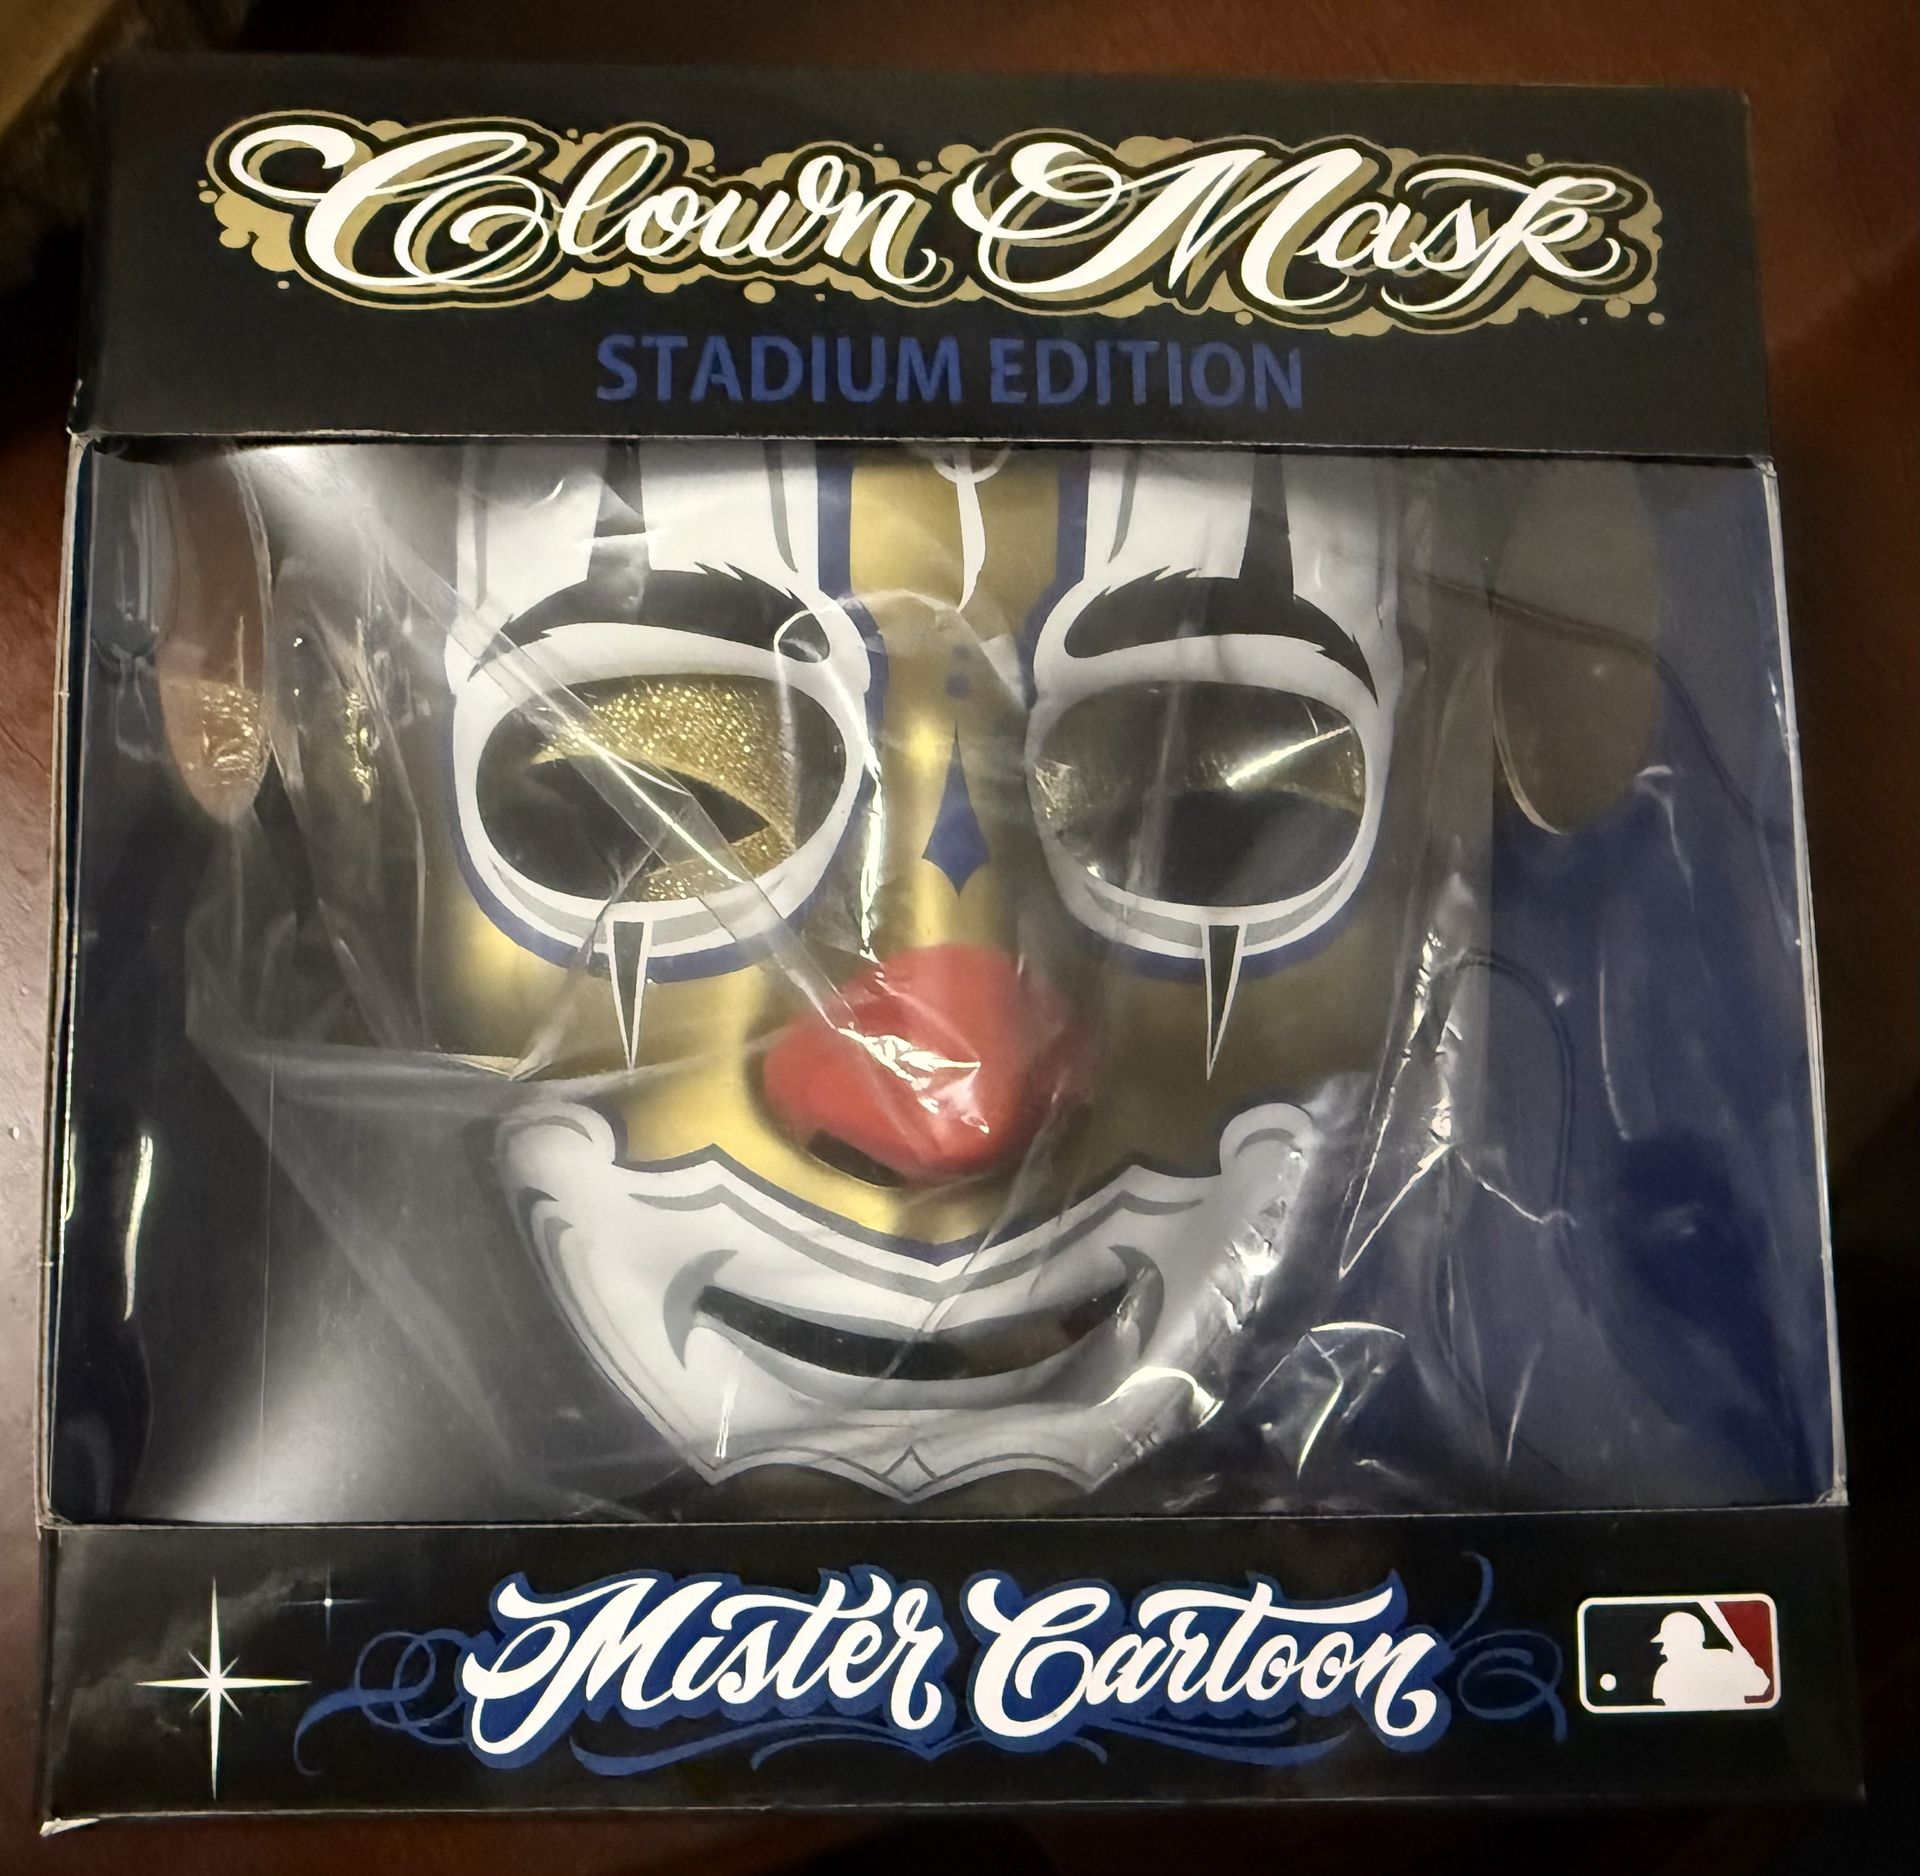 Clown Mask
STADIUM EDITION
Mister Cartoon